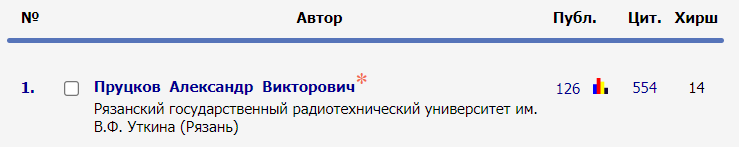 № Автор Публ. Цит. Хирш
1. Пруцков Александр Викторович* 126 554 14
Рязанский государственный радиотехнический университет им.
В.Ф. Уткина (Рязань)